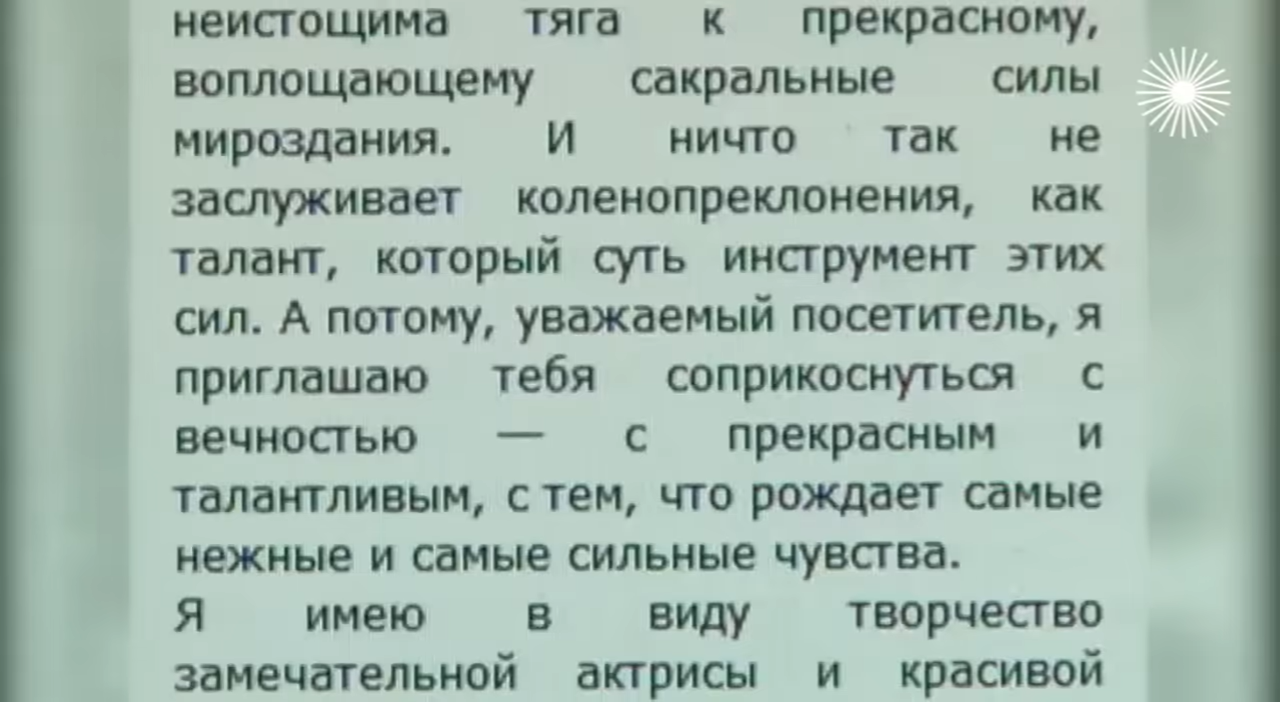 неистощима тяга к прекрасному,
воплощающему сакральные силы
мироздания. И ничто так не
заслуживает коленопреклонения, как
талант, который суть инструмент этих
сил. А потому, уважаемый посетитель, я
приглашаю тебя соприкоснуться с
вечностью — с прекрасным и
талантливым, с тем, что рождает самые
нежные и самые сильные чувства.
Я имею в виду творчество
замечательной актрисы и красивой